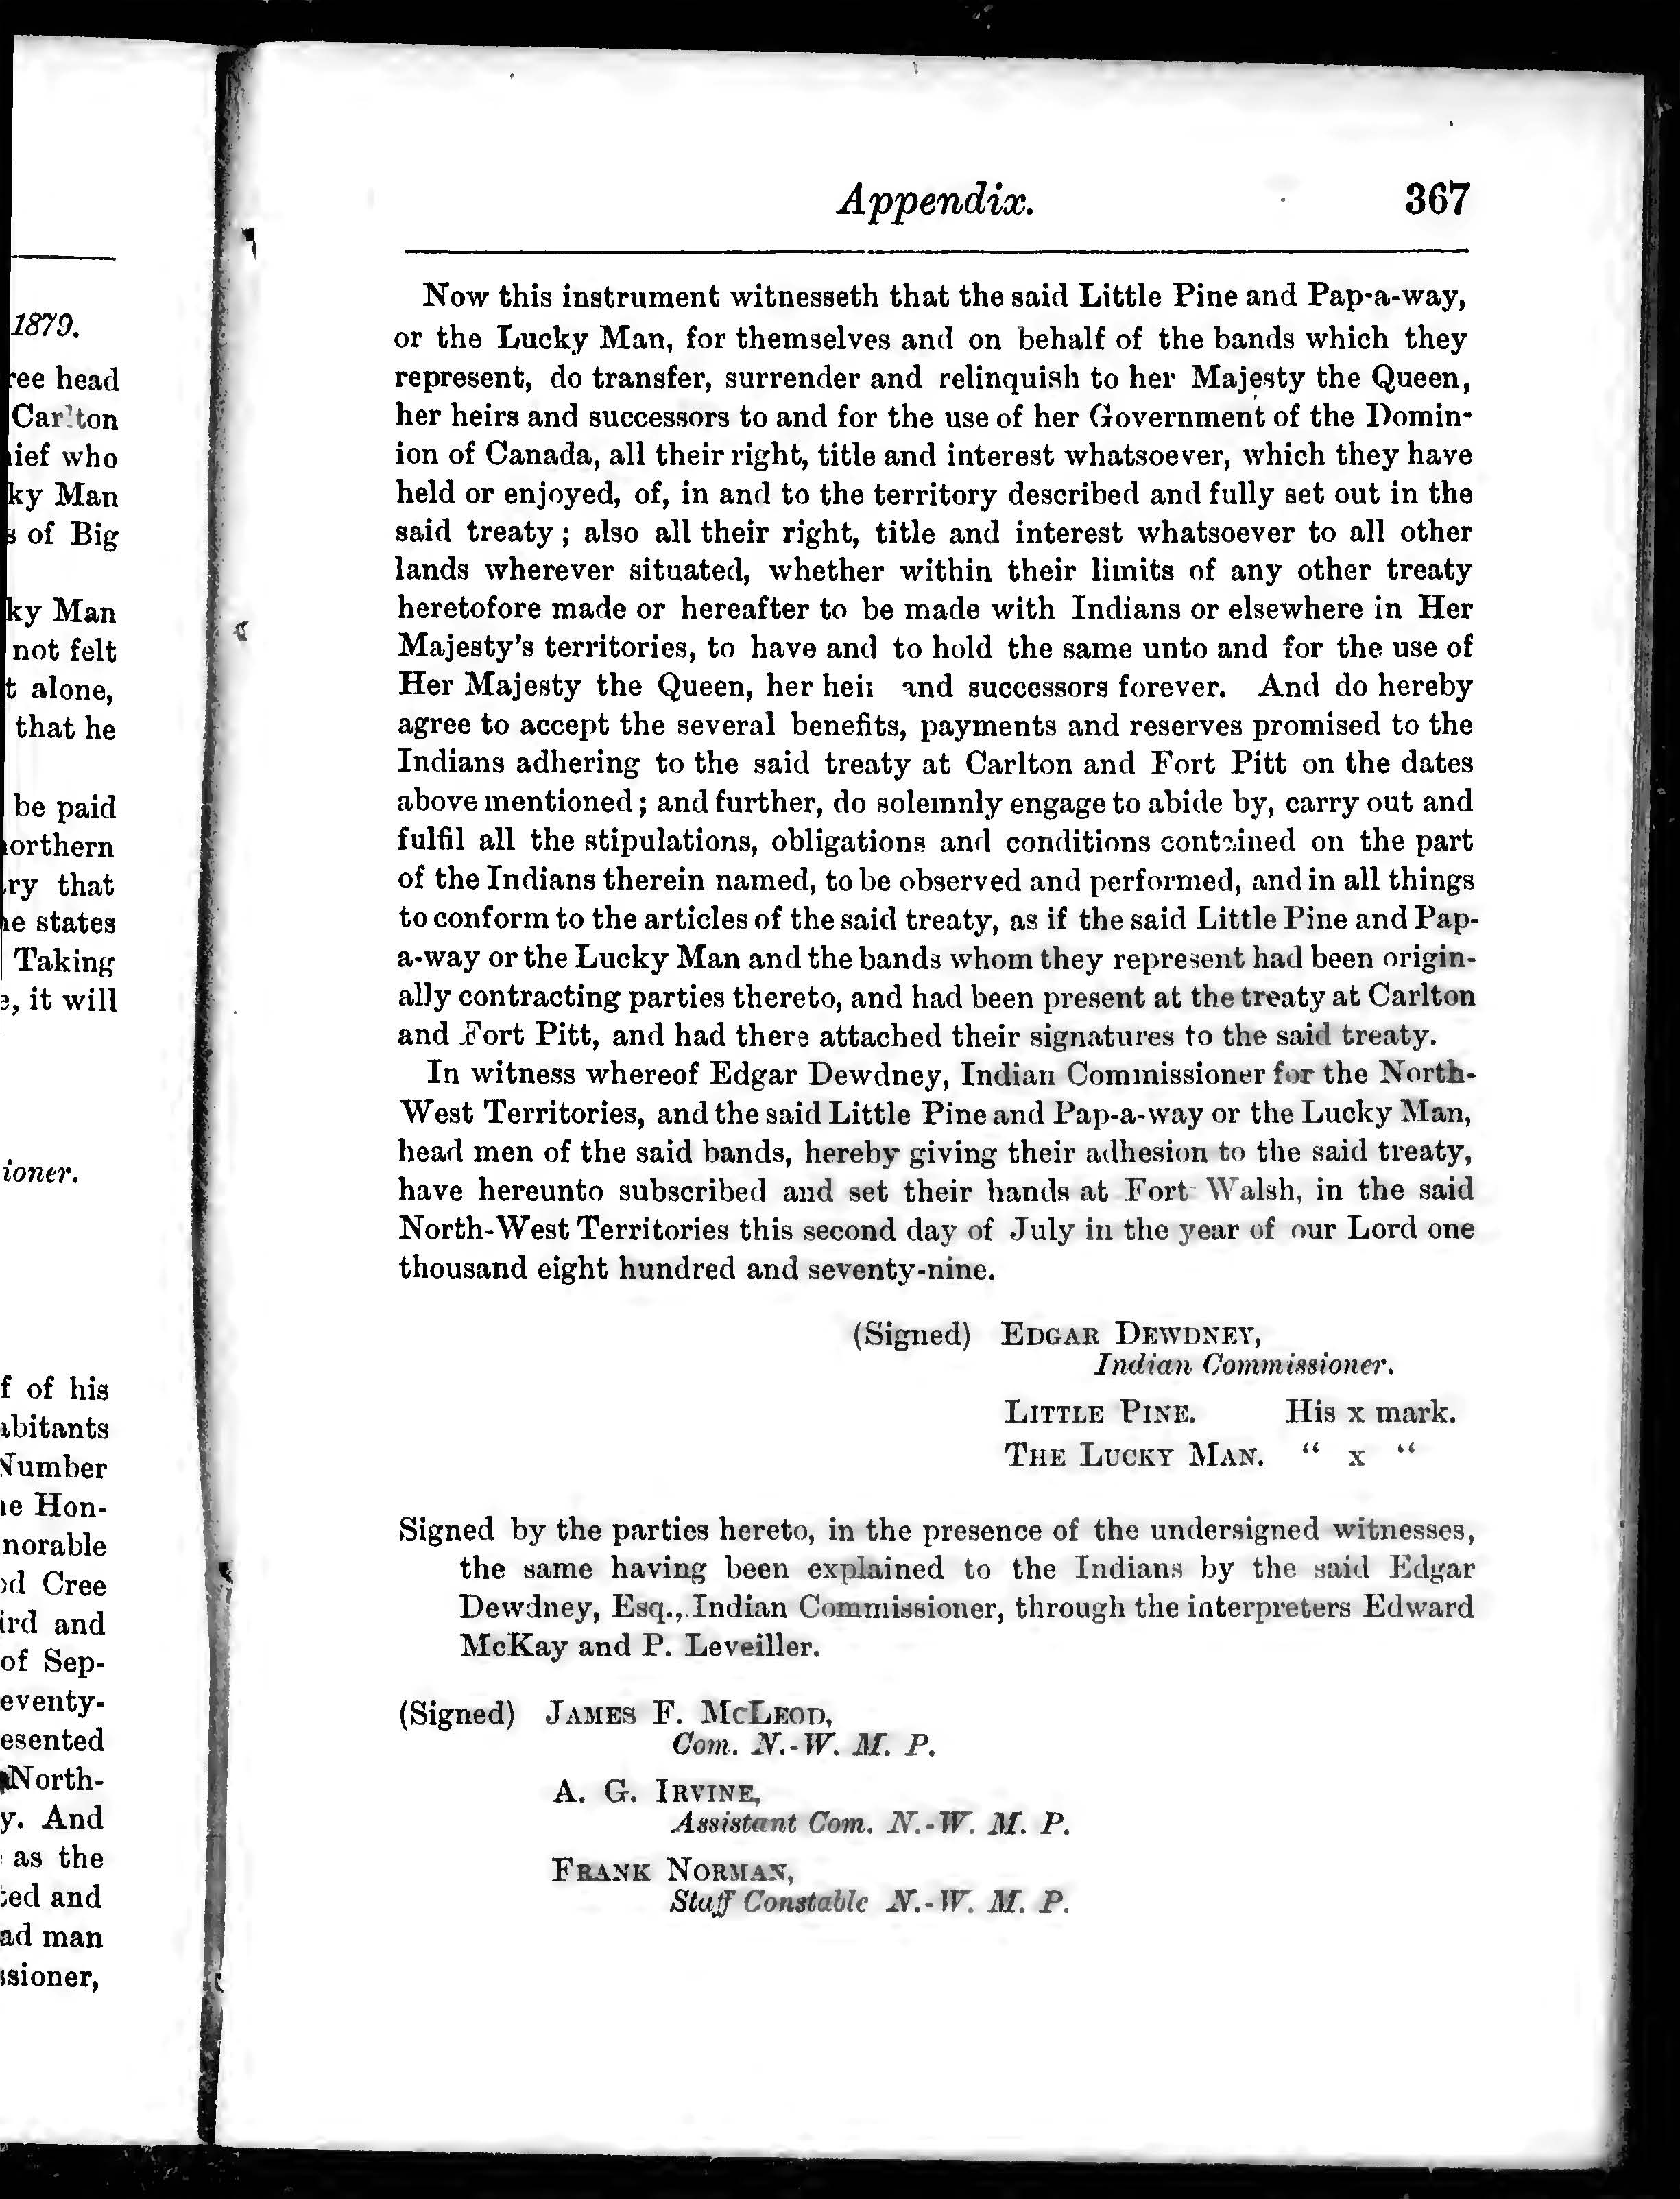 1879.
head
ief who
Man
of Big
Man
not felt
alone,
that he
be paid
that
states
Taking
it will
of his
Hon-
Cree
and
of Sep-
North-
And
as the
and
man
Appendix. 367
Now this instrument witnesseth that the said Little Pine and Pap-a-way,
or the Lucky Man, for themselves and on behalf of the bands which they
represent, do transfer, surrender and relinquish to her Majesty the Queen,
her heirs and successors to and for the use of her Government of the Domin-
ion of Canada, all their right, title and interest whatsoever, which they have
held or enjoyed, of, in and to the territory described and fully set out in the
said treaty; also all their right, title and interest whatsoever to all other
lands wherever situated, whether within their limits of any other treaty
heretofore made or hereafter to be made with Indians or elsewhere in Her
Majesty's territories, to have and to hold the same unto and for the use of
Her Majesty the Queen, her and successors forever. And do hereby
agree to accept the several benefits, payments and reserves promised to the
Indians adhering to the said treaty at Carlton and Fort Pitt on the dates
above mentioned; and further, do solemnly engage to abide by, carry out and
fulfil all the stipulations, obligations and conditions contained on the part
of the Indians therein named, to be observed and performed, and in all things
to conform to the articles of the said treaty, as if the said Little Pine and Pap-
a-way or the Lucky Man and the bands whom they represent had been origin-
ally contracting parties thereto, and had been present at the treaty at Carlton
and Fort Pitt, and had there attached their signatures to the said treaty.
In witness whereof Edgar Dewdney, Indian Commissioner for the North-
West Territories, and the said Little Pine and Pap-a-way or the Lucky Man,
head men of the said bands, hereby giving their adhesion to the said treaty,
have hereunto subscribed and set their hands at Fort Walsh, in the said
North-West Territories this second day of July in the year of our Lord one
thousand eight hundred and seventy-nine.
(Signed) EDGAR DEWDNEY,
Indian Commissioner.
LITTLE PINE. His x mark.
THE LUCKY MAN. “ x “
Signed by the parties hereto, in the presence of the undersigned witnesses,
the same having been explained to the Indians by the said Edgar
Dewdney, Esq., Indian Commissioner, through the interpreters Edward
McKay and P. Leveiller.
(Signed) JAMES F. MCLEOD,
Com. N.-W. M. P.
A. G. IRVINE,
Assistant Com. N.-W. M. P.
FRANK NORMAN,
Staff Constable N.-W. M. P.